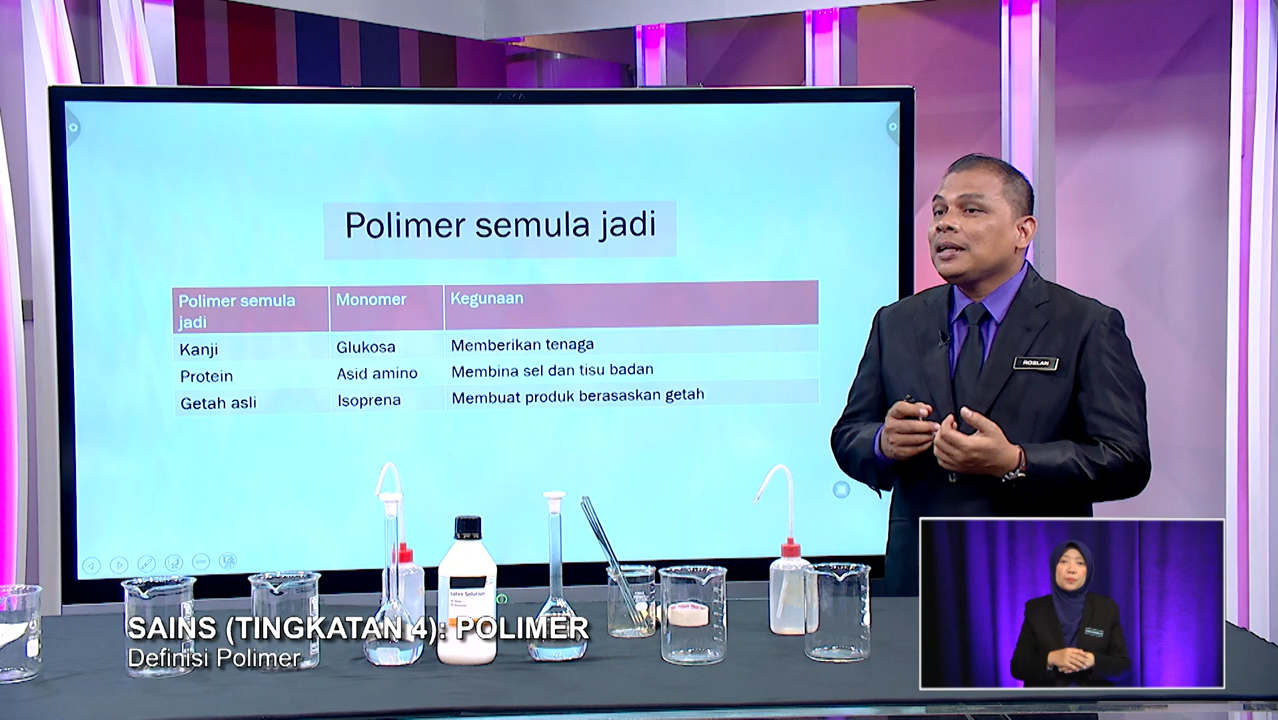 Polimer semula jadi
Polimer semula jadi
Monomer
Kegunaan
Kanji
Glukosa
Memberikan tenaga
Protein
Asid amino
Membina sel dan tisu badan
Getah asli
Isoprena
Membuat produk berasaskan getah
ROSLAN
Latex Solution
SAINS (TINGKATAN 4): POLIMER
Definisi Polimer